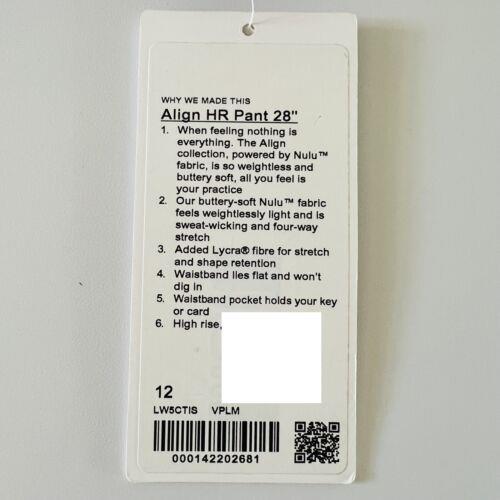 WHY WE MADE THIS
Align HR Pant 28"
1. When feeling nothing is
everything. The Align
collection, powered by Nulu™
fabric, is so weightless and
buttery soft, all you feel is
your practice
2. Our buttery-soft Nulu™ fabric
feels weightlessly light and is
sweat-wicking and four-way
stretch
3. Added Lycra® fibre for stretch
and shape retention
4. Waistband lies flat and won't
dig in
5. Waistband pocket holds your key
or card
6. High rise,
12
LW5CTIS VPLM
000142202681